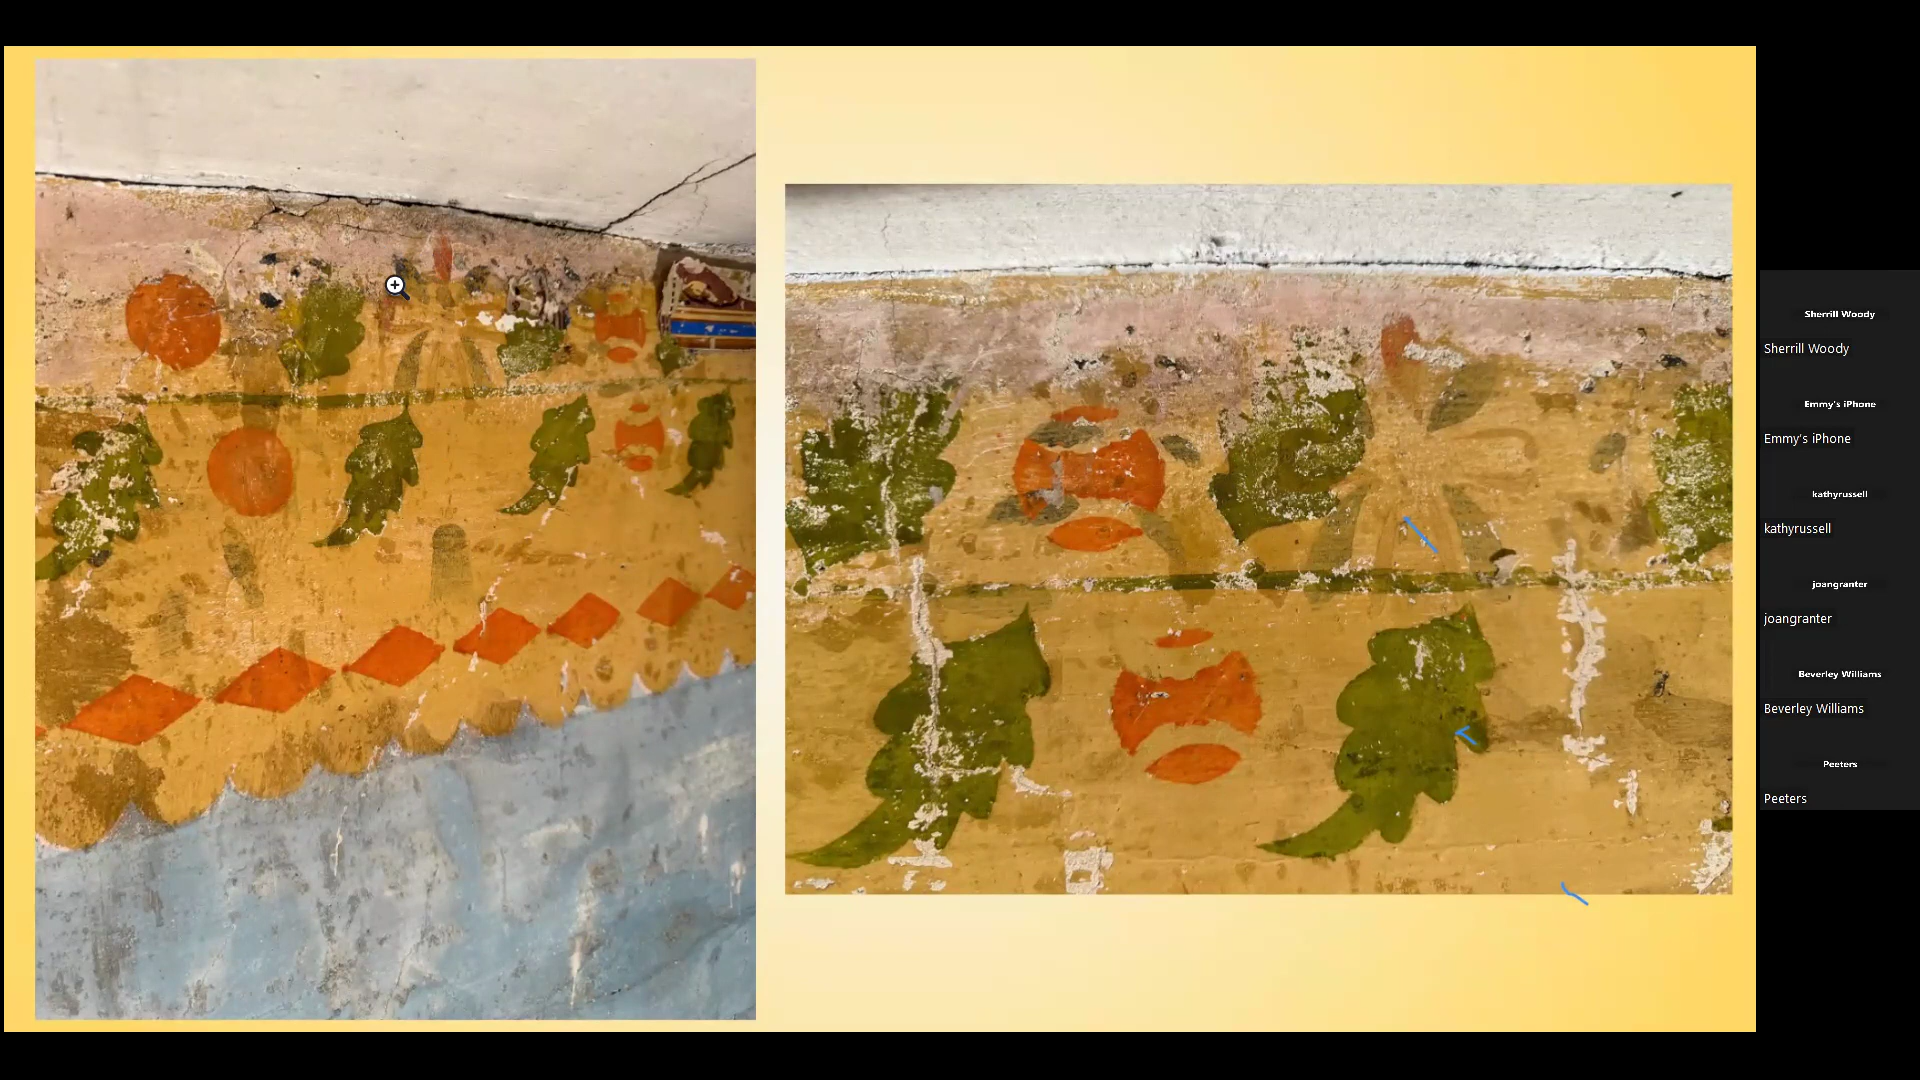 Sherrill Woody
Sherrill Woody
Emmy's iPhone
Emmy's iPhone
kathyrussell
kathyrussell
joangranter
joangranter
Beverley Williams
Beverley Williams
Peeters
Peeters